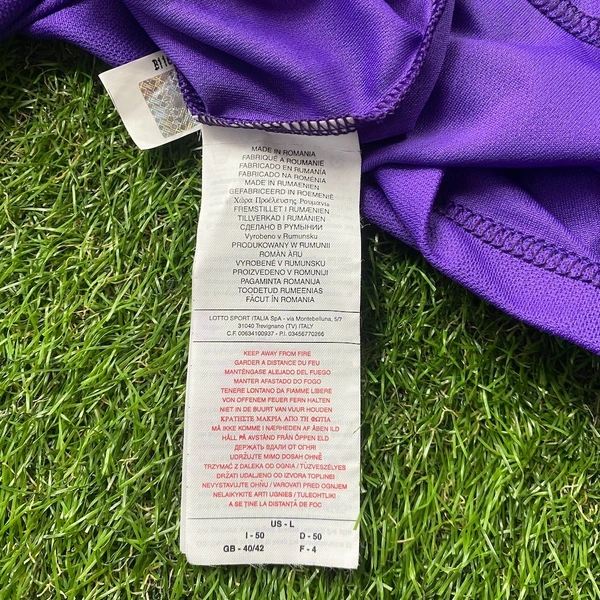 MADE IN ROMANIA
FABRIQUÉ A ROUMANIE
FABRICADO EN RUMANÍA
FABRICADO NA ROMÉNIA
MADE IN RUMAENIEN
GEFABRICEERD IN ROEMENIË
Χώρα Προέλευσης Ρουμανία
FREMSTILLET I RUMÆNIEN
TILLVERKAD I RUMÄNIEN
СДЕЛАНО В РУМЫНИИ
Vyrobeno v Rumunsku
PRODUKOWANY W RUMUNII
ROMÁN ÁRU
VYROBENÉ V RUMUNSKU
PROIZVEDENO V ROMUNIJI
PAGAMINTA ROMANIJA
TOODETUD RUMEENIAS
FĂCUT ÎN ROMANIA
LOTTO SPORT ITALIA SpA - via Montebelluna, 5/7
31040 Trevignano (TV) ITALY
C.F. 00634100937 - P.I. 03456770266
KEEP AWAY FROM FIRE
GARDER A DISTANCE DU FEU
MANTÉNGASE ALEJADO DEL FUEGO
MANTER AFASTADO DO FOGO
TENERE LONTANO DA FIAMME LIBERE
VON OFFENEM FEUER FERN HALTEN
NIET IN DE BUURT VAN VUUR HOUDEN
ΚΡΑΤΗΣΤΕ ΜΑΚΡΙΑ ΑΠΟ ΤΗ ΦΩΤΙΑ
MÅ IKKE KOMME I NÆRHEDEN AF ÅBEN ILD
HÅLL PÅ AVSTÅND FRÅN ÖPPEN ELD
ДЕРЖАТЬ ВДАЛИ ОТ ОГНЯ!
UDRŽUJTE MIMO DOSAH OHNĚ
TRZYMAĆ Z DALEKA OD OGNIA / TŰZVESZÉLYES
DRŽATI UDALJENO OD IZVORA TOPLINE!
NEVYSTAVUJTE OHŇU / VAROVATI PRED OGNJEM
NELAIKYKITE ARTI UGNIES / TULEOHTLIK!
A SE ŢINE LA DISTANŢĂ DE FOC
US - L
I - 50 D - 50
GB - 40/42 F - 4